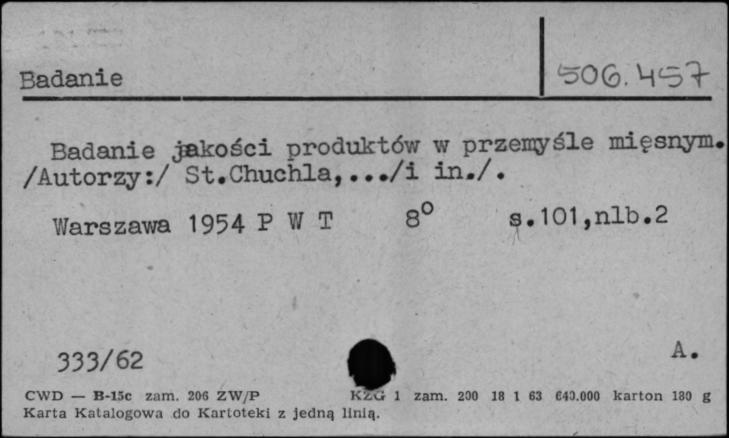 Badanie
506.457
Badanie jakości produktów w przemyśle mięsnym.
/Autorzy:/ St.Chuchla,.../i in./.
Warszawa 1954 P W T 8° s.101,nlb.2
333/62
A.
CWD — B-15c zam. 206 ZW/P KZG 1 zam. 200 18 1 63 640.000 karton 180 g
Karta Katalogowa do Kartoteki z jedną linią.